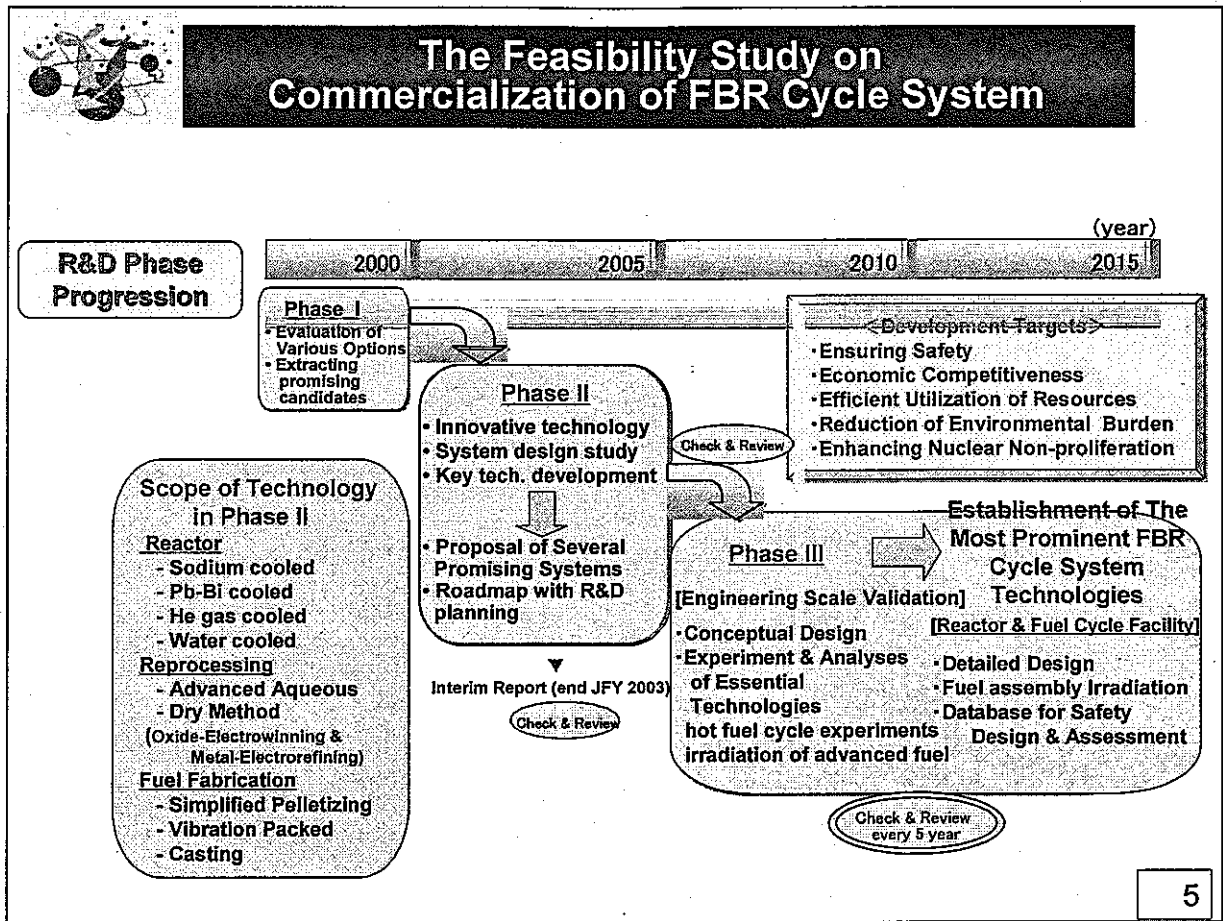 The Feasibility Study on
Commercialization of FBR Cycle System
(year)
R&D Phase
Progression
2000
2005
2010
2015
Phase I
• Evaluation of
Various Options
• Extracting
promising
candidates
<Development Targets>
·Ensuring Safety
·Economic Competitiveness
·Efficient Utilization of Resources
·Reduction of Environmental Burden
·Enhancing Nuclear Non-proliferation
Phase II
• Innovative technology
• System design study
• Key tech. development
• Proposal of Several
Promising Systems
• Roadmap with R&D
planning
Check & Review
Interim Report (end JFY 2003)
Check & Review
Scope of Technology
in Phase II
Reactor
- Sodium cooled
- Pb-Bi cooled
- He gas cooled
- Water cooled
Reprocessing
- Advanced Aqueous
- Dry Method
(Oxide-Electrowinning &
Metal-Electrorefining)
Fuel Fabrication
- Simplified Pelletizing
- Vibration Packed
- Casting
Phase III
[Engineering Scale Validation]
·Conceptual Design
·Experiment & Analyses
of Essential
Technologies
hot fuel cycle experiments
irradiation of advanced fuel
Establishment of The
Most Prominent FBR
Cycle System
Technologies
[Reactor & Fuel Cycle Facility]
·Detailed Design
·Fuel assembly Irradiation
·Database for Safety
Design & Assessment
Check & Review
every 5 year
5